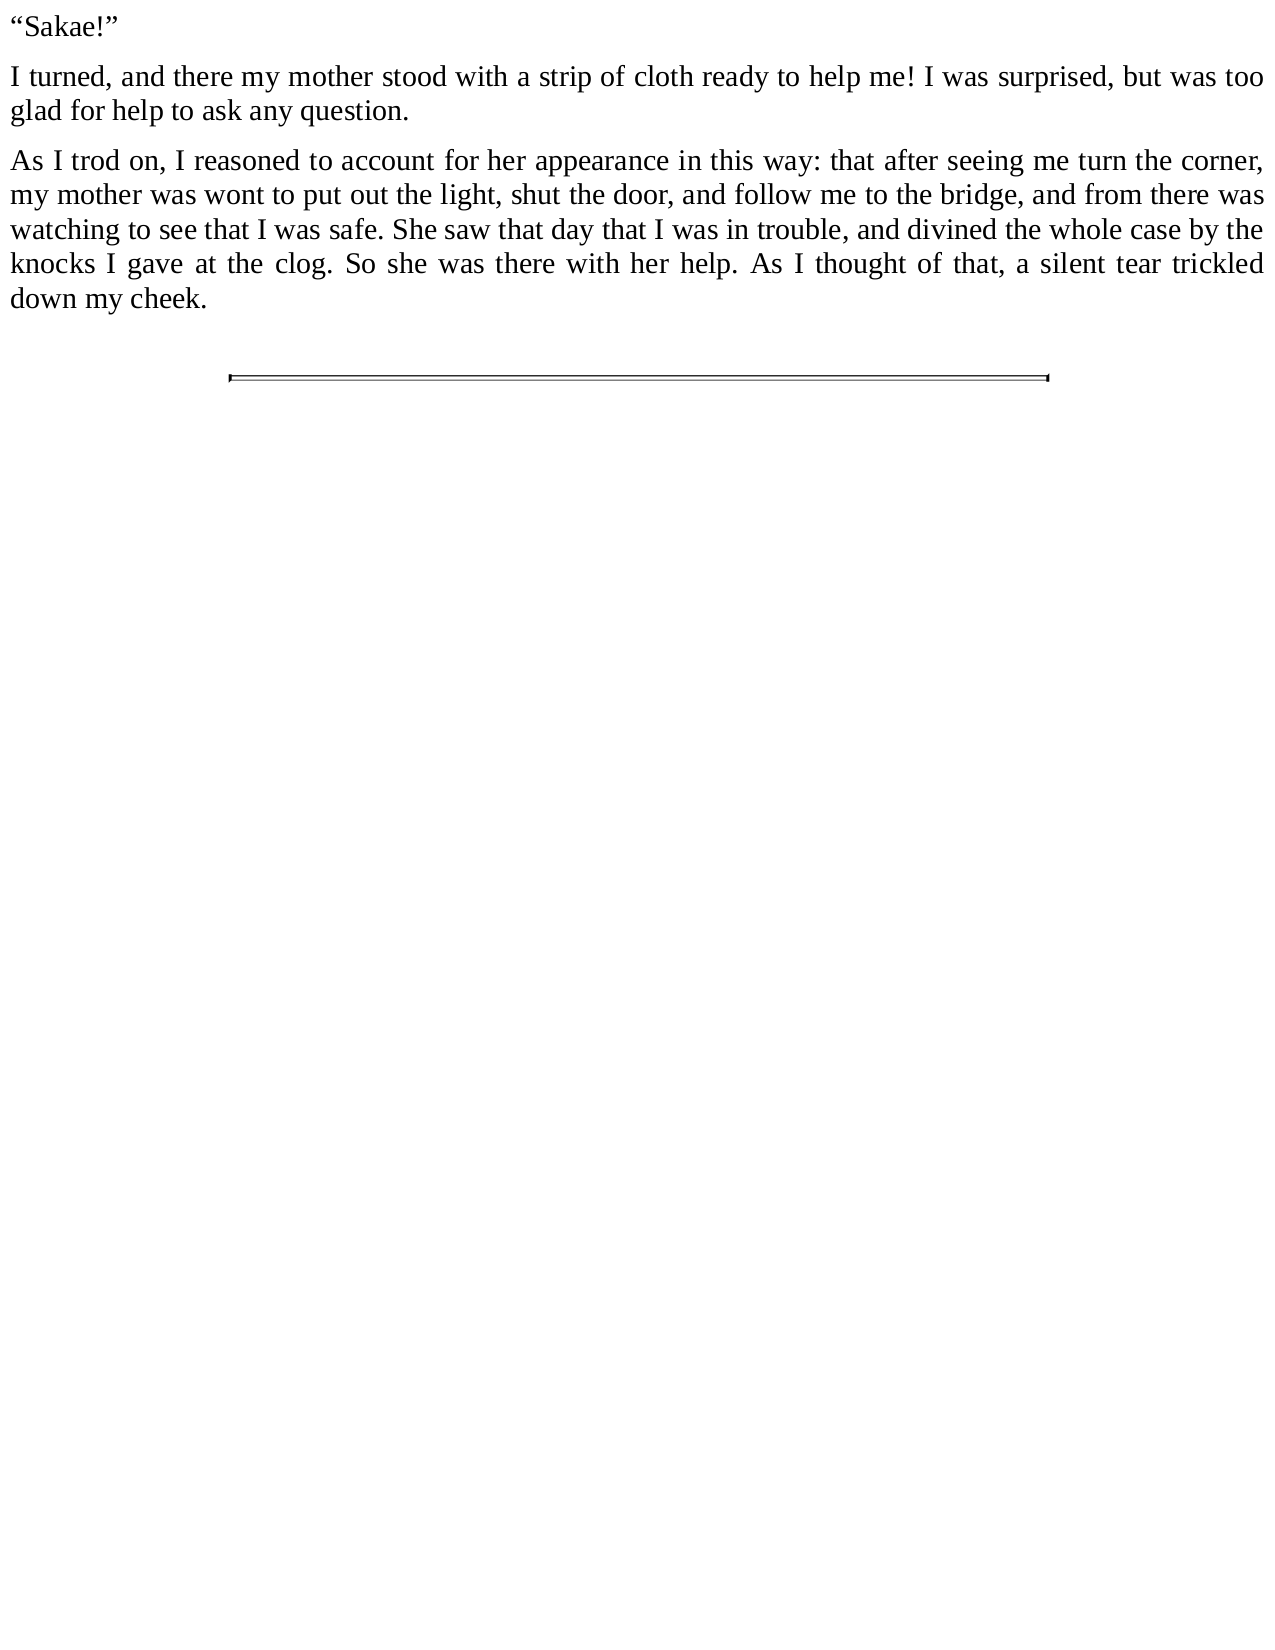 “Sakae!”
I turned, and there my mother stood with a strip of cloth ready to help me! I was surprised, but was too
glad for help to ask any question.
As I trod on, I reasoned to account for her appearance in this way: that after seeing me turn the corner,
my mother was wont to put out the light, shut the door, and follow me to the bridge, and from there was
watching to see that I was safe. She saw that day that I was in trouble, and divined the whole case by the
knocks I gave at the clog. So she was there with her help. As I thought of that, a silent tear trickled
down my cheek.